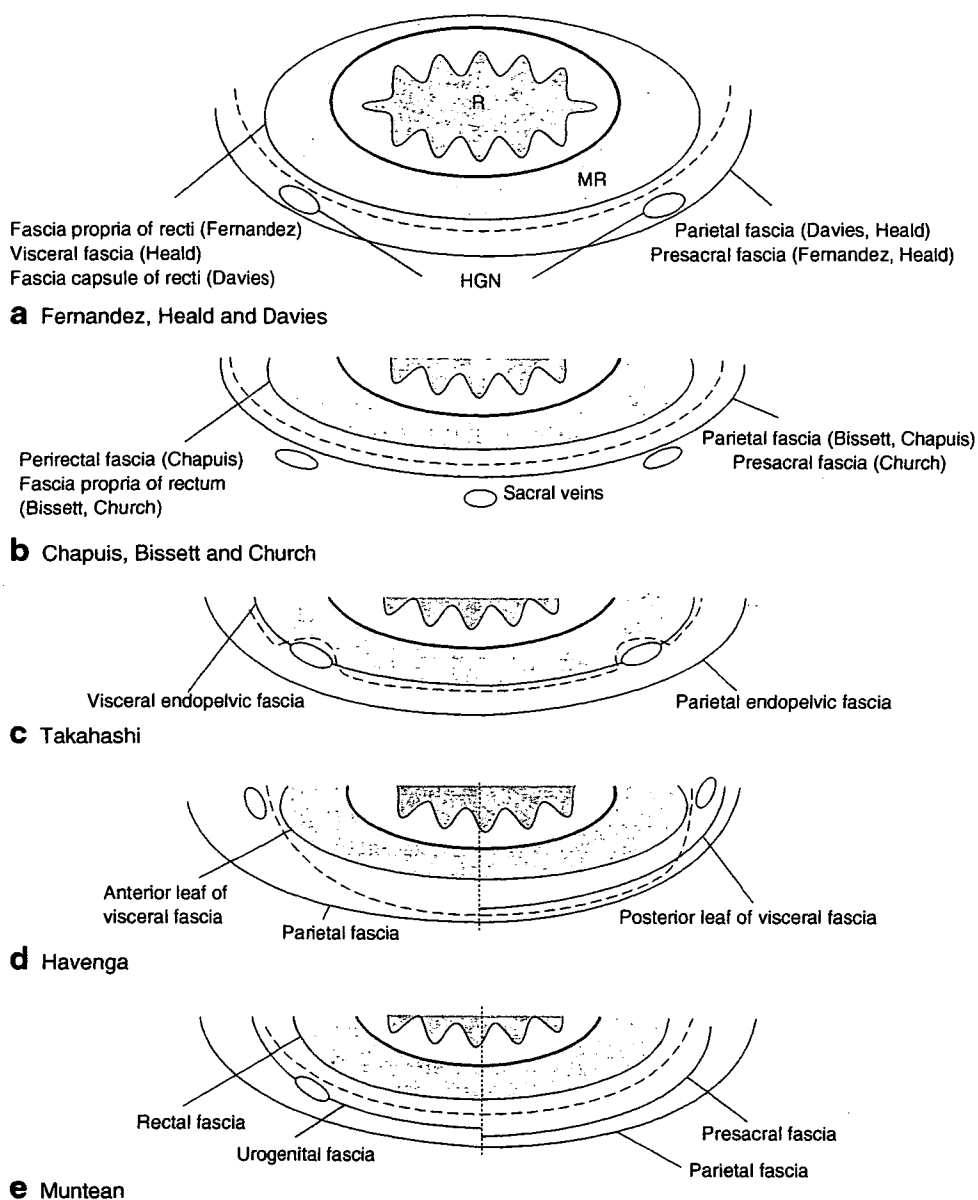 R
MR
Fascia propria of recti (Fernandez)
Visceral fascia (Heald)
Fascia capsule of recti (Davies)
HGN
Parietal fascia (Davies, Heald)
Presacral fascia (Fernandez, Heald)
a Fernandez, Heald and Davies
Perirectal fascia (Chapuis)
Fascia propria of rectum
(Bissett, Church)
Sacral veins
Parietal fascia (Bissett, Chapuis)
Presacral fascia (Church)
b Chapuis, Bissett and Church
Visceral endopelvic fascia
Parietal endopelvic fascia
c Takahashi
Anterior leaf of
visceral fascia
Parietal fascia
Posterior leaf of visceral fascia
d Havenga
Rectal fascia
Urogenital fascia
Presacral fascia
Parietal fascia
e Muntean